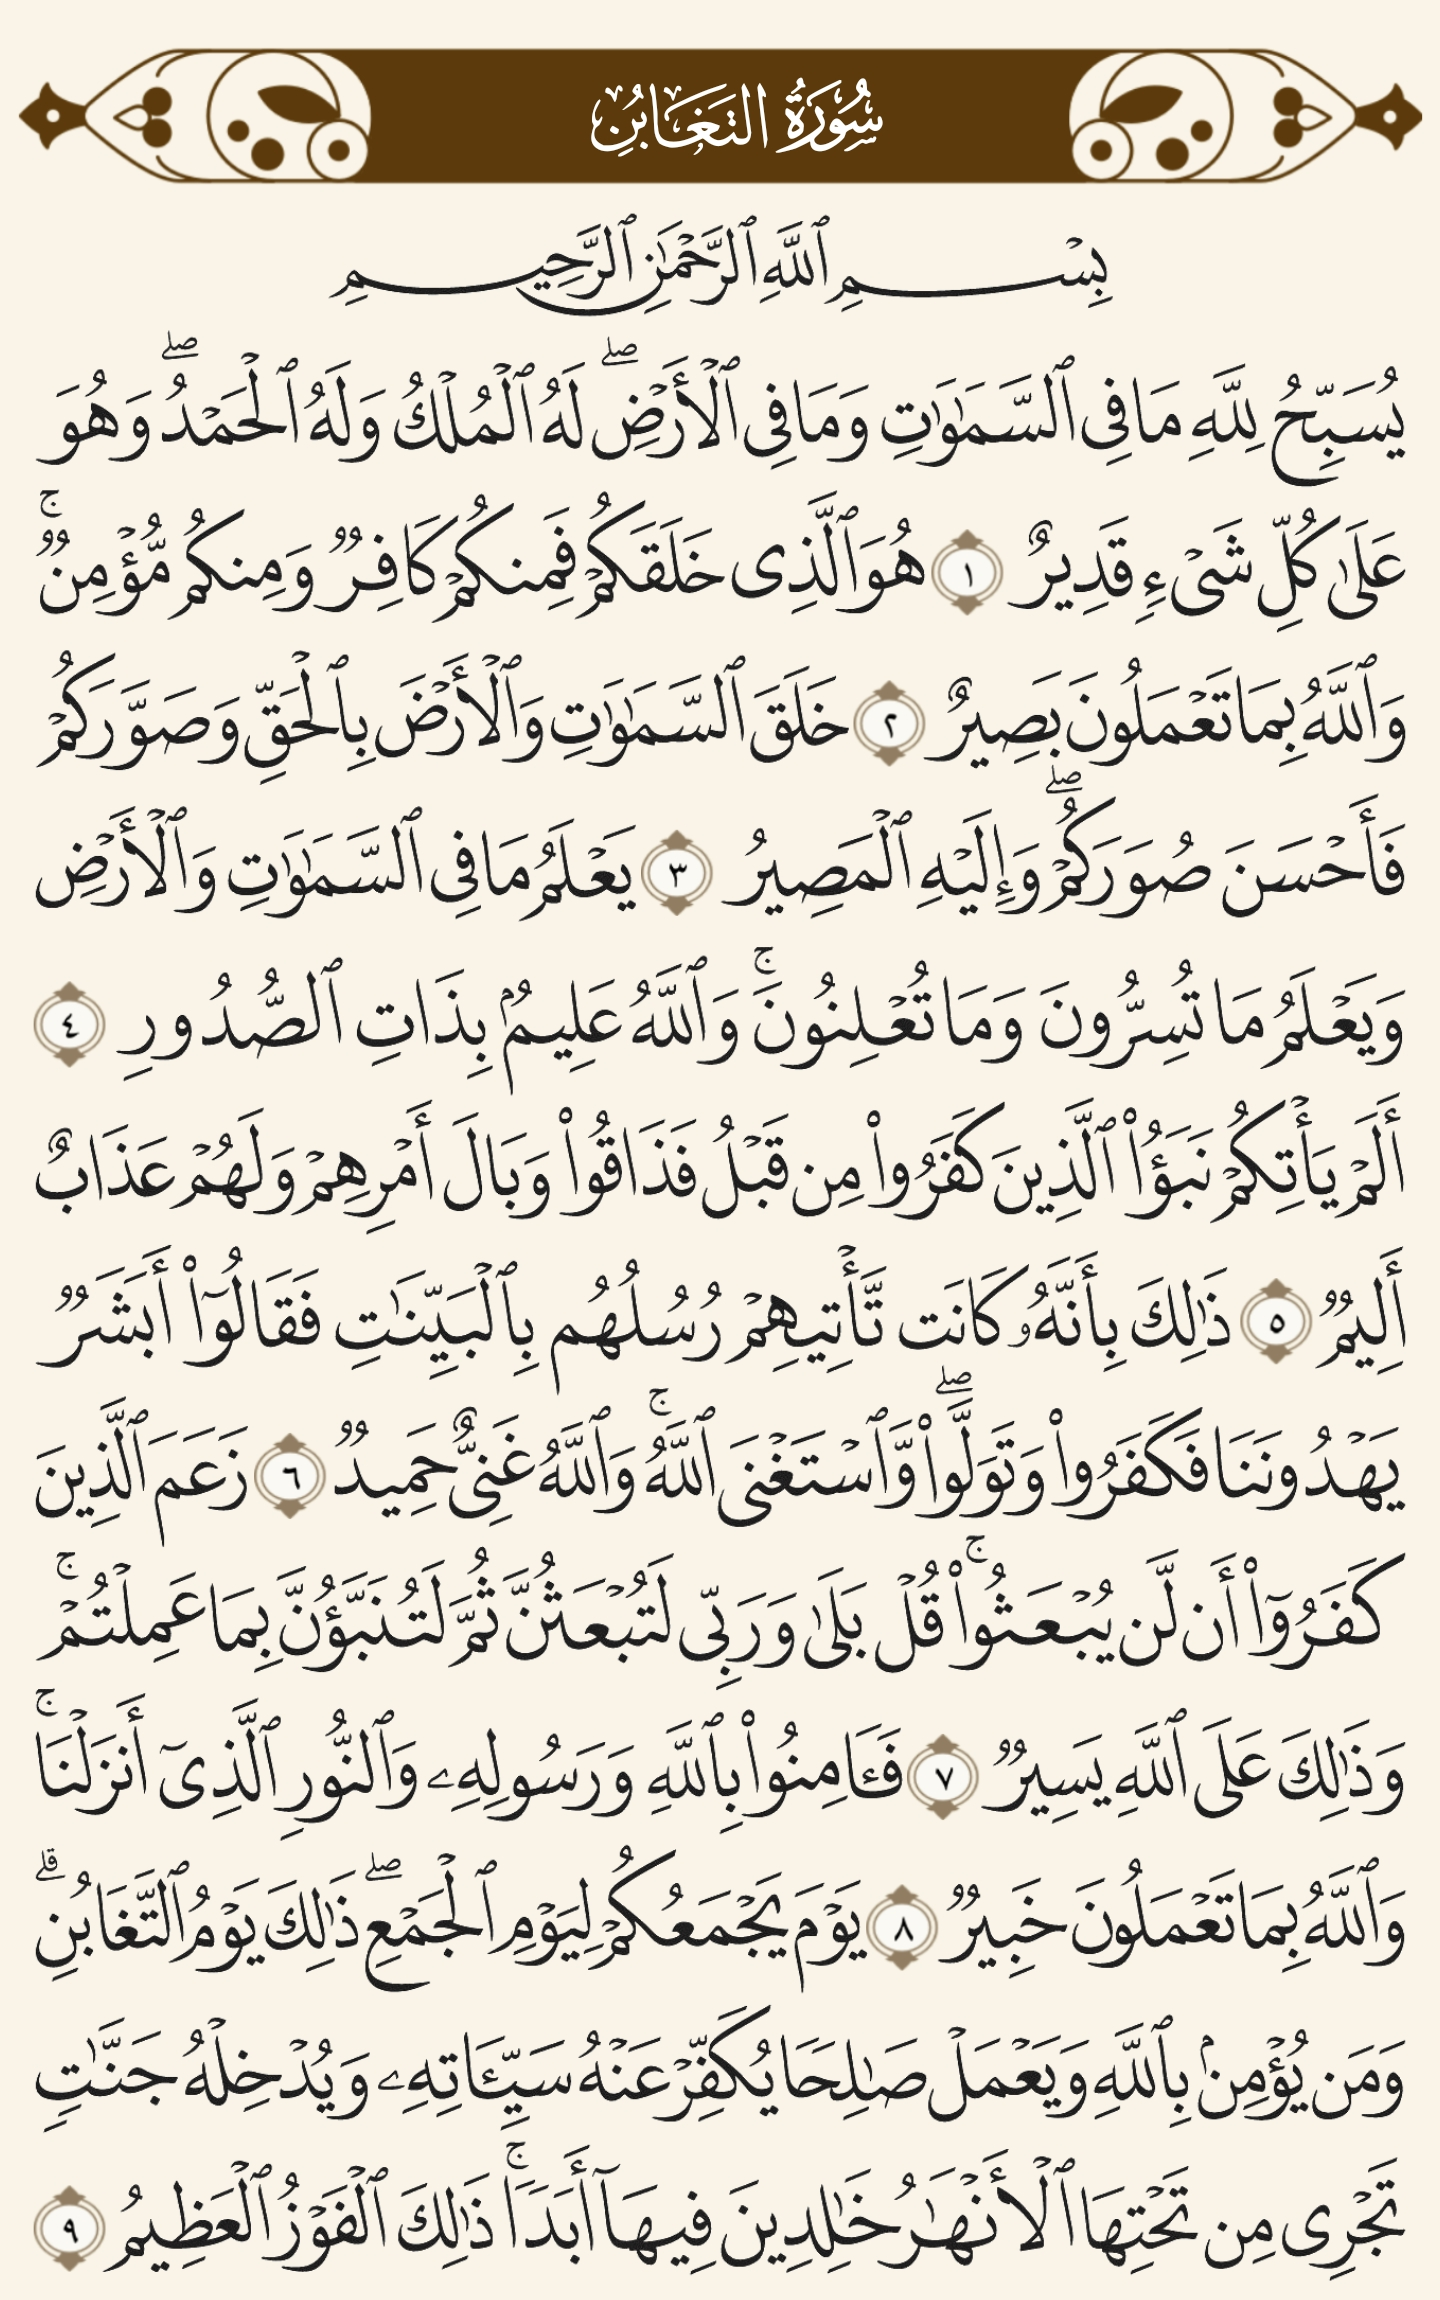 سُورَةُ التَّغَابُنِ
بِسْمِ ٱللَّهِ ٱلرَّحْمَٰنِ ٱلرَّحِيمِ
يُسَبِّحُ لِلَّهِ مَا فِى ٱلسَّمَٰوَٰتِ وَمَا فِى ٱلْأَرْضِ ۖ لَهُ ٱلْمُلْكُ وَلَهُ ٱلْحَمْدُ ۖ وَهُوَ
عَلَىٰ كُلِّ شَىْءٍ قَدِيرٌ ١ هُوَ ٱلَّذِى خَلَقَكُمْ فَمِنكُمْ كَافِرٌ وَمِنكُم مُّؤْمِنٌ ۚ
وَٱللَّهُ بِمَا تَعْمَلُونَ بَصِيرٌ ٢ خَلَقَ ٱلسَّمَٰوَٰتِ وَٱلْأَرْضَ بِٱلْحَقِّ وَصَوَّرَكُمْ
فَأَحْسَنَ صُوَرَكُمْ ۖ وَإِلَيْهِ ٱلْمَصِيرُ ٣ يَعْلَمُ مَا فِى ٱلسَّمَٰوَٰتِ وَٱلْأَرْضِ
وَيَعْلَمُ مَا تُسِرُّونَ وَمَا تُعْلِنُونَ ۚ وَٱللَّهُ عَلِيمٌۢ بِذَاتِ ٱلصُّدُورِ ٤
أَلَمْ يَأْتِكُمْ نَبَؤُا۟ ٱلَّذِينَ كَفَرُوا۟ مِن قَبْلُ فَذَاقُوا۟ وَبَالَ أَمْرِهِمْ وَلَهُمْ عَذَابٌ
أَلِيمٌ ٥ ذَٰلِكَ بِأَنَّهُۥ كَانَت تَّأْتِيهِمْ رُسُلُهُم بِٱلْبَيِّنَٰتِ فَقَالُوٓا۟ أَبَشَرٌ
يَهْدُونَنَا فَكَفَرُوا۟ وَتَوَلَّوا۟ ۖ وَّٱسْتَغْنَى ٱللَّهُ ۚ وَٱللَّهُ غَنِىٌّ حَمِيدٌ ٦ زَعَمَ ٱلَّذِينَ
كَفَرُوٓا۟ أَن لَّن يُبْعَثُوا۟ ۚ قُلْ بَلَىٰ وَرَبِّى لَتُبْعَثُنَّ ثُمَّ لَتُنَبَّؤُنَّ بِمَا عَمِلْتُمْ ۚ
وَذَٰلِكَ عَلَى ٱللَّهِ يَسِيرٌ ٧ فَـَٔامِنُوا۟ بِٱللَّهِ وَرَسُولِهِۦ وَٱلنُّورِ ٱلَّذِىٓ أَنزَلْنَا ۚ
وَٱللَّهُ بِمَا تَعْمَلُونَ خَبِيرٌ ٨ يَوْمَ يَجْمَعُكُمْ لِيَوْمِ ٱلْجَمْعِ ۖ ذَٰلِكَ يَوْمُ ٱلتَّغَابُنِ ۗ
وَمَن يُؤْمِنۢ بِٱللَّهِ وَيَعْمَلْ صَٰلِحًا يُكَفِّرْ عَنْهُ سَيِّـَٔاتِهِۦ وَيُدْخِلْهُ جَنَّٰتٍ
تَجْرِى مِن تَحْتِهَا ٱلْأَنْهَٰرُ خَٰلِدِينَ فِيهَآ أَبَدًا ۚ ذَٰلِكَ ٱلْفَوْزُ ٱلْعَظِيمُ ٩